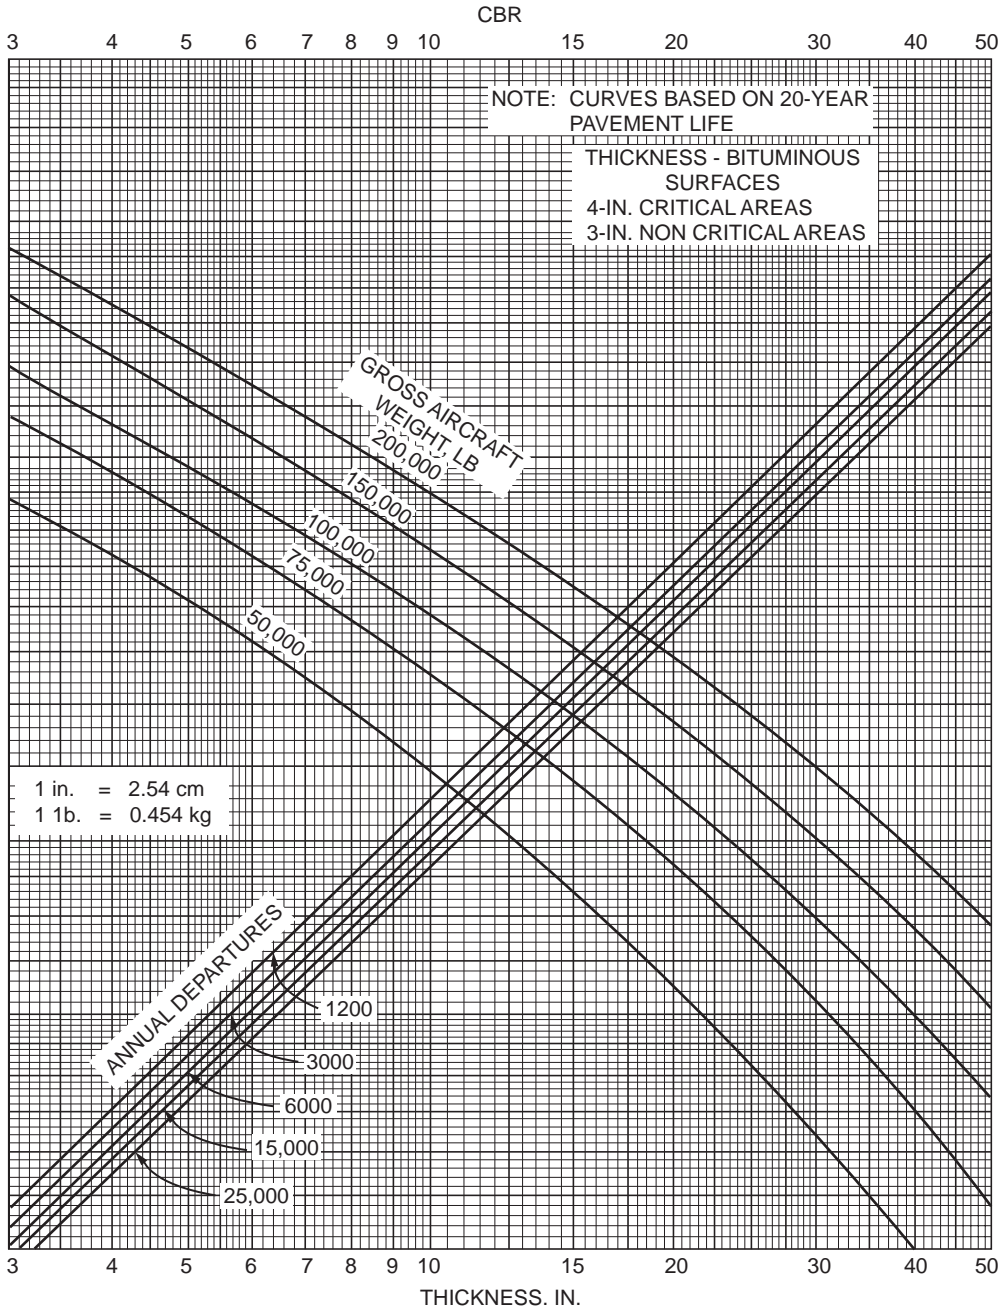 CBR
3 4 5 6 7 8 9 10 15 20 30 40 50
NOTE: CURVES BASED ON 20-YEAR
PAVEMENT LIFE
THICKNESS - BITUMINOUS
SURFACES
4-IN. CRITICAL AREAS
3-IN. NON CRITICAL AREAS
GROSS AIRCRAFT
WEIGHT, LB
200,000
150,000
100,000
75,000
50,000
1 in. = 2.54 cm
1 1b. = 0.454 kg
ANNUAL DEPARTURES
1200
3000
6000
15,000
25,000
3 4 5 6 7 8 9 10 15 20 30 40 50
THICKNESS. IN.